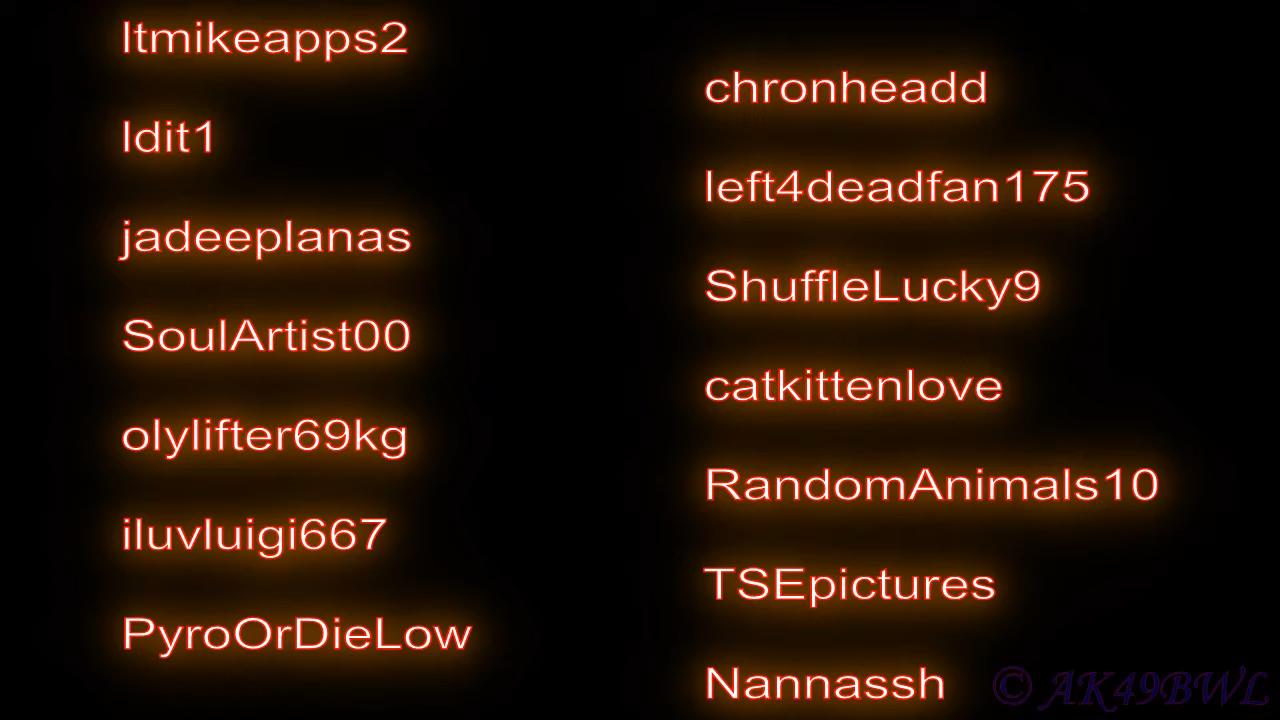 ltmikeapps2
ldit1
jadeeplanas
SoulArtist00
olylifter69kg
iluvluigi667
PyroOrDieLow
chronheadd
left4deadfan175
ShuffleLucky9
catkittenlove
RandomAnimals10
TSEpictures
Nannassh
© AK49BWL